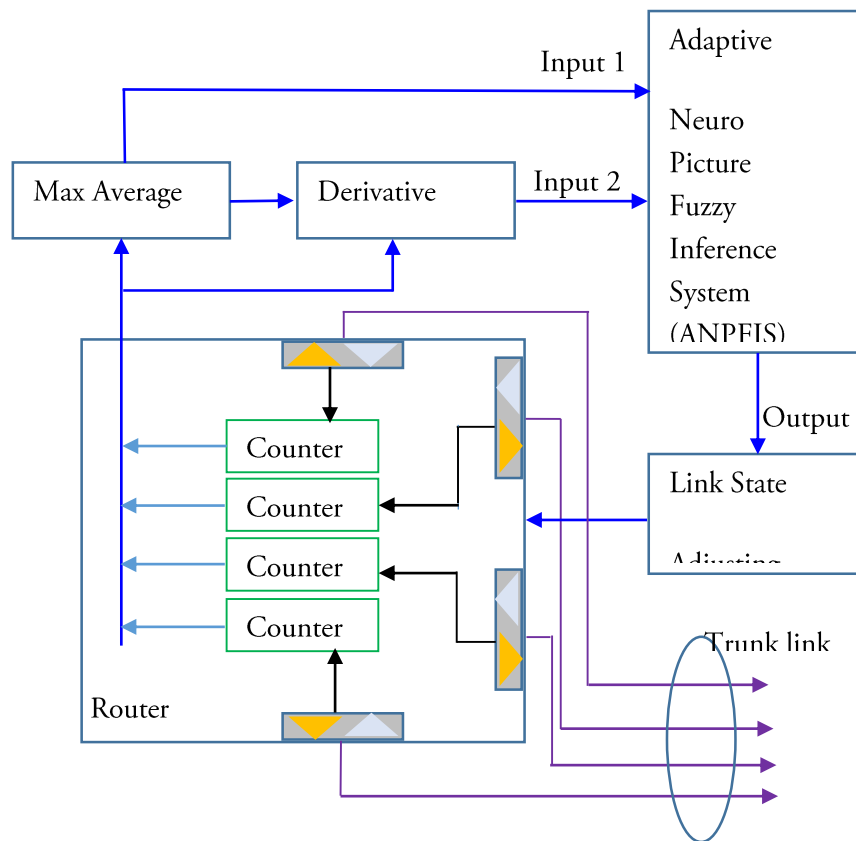 Input 1
Adaptive
Neuro
Picture
Fuzzy
Inference
System
(ANPFIS)
Max Average
Derivative
Input 2
Output
Link State
Adjusting
Counter
Counter
Counter
Counter
Router
Trunk link